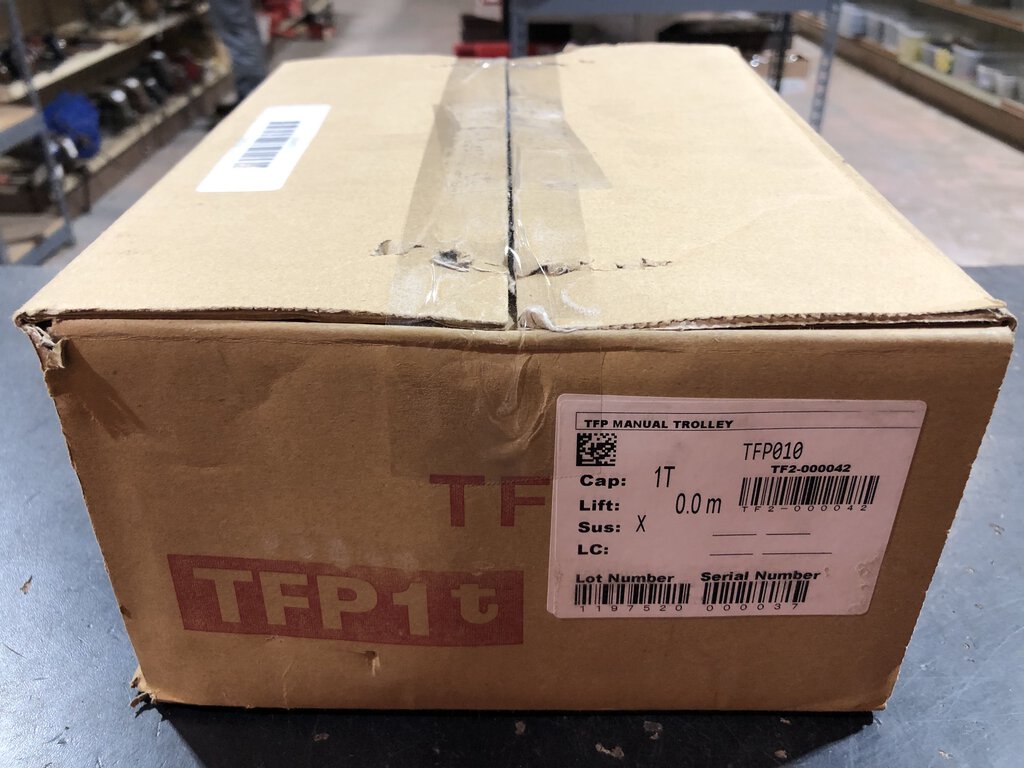 TFP MANUAL TROLLEY
TFP010
TF2-000042
Cap: 1T
TF2-000042
Lift: 0.0 m
Sus: X
LC:
Lot Number Serial Number
1197520 000037
TF
TFP1t